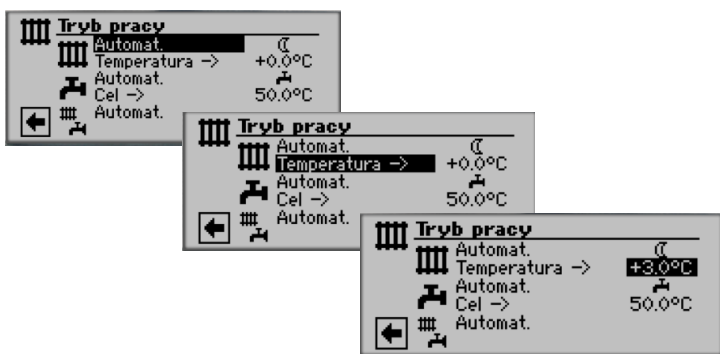 Tryb pracy
Automat.
Temperatura -> +0.0°C
Automat.
Cel -> 50.0°C
Automat.
Tryb pracy
Automat.
Temperatura -> +0.0°C
Automat.
Cel -> 50.0°C
Automat.
Tryb pracy
Automat.
Temperatura -> +3.0°C
Automat.
Cel -> 50.0°C
Automat.